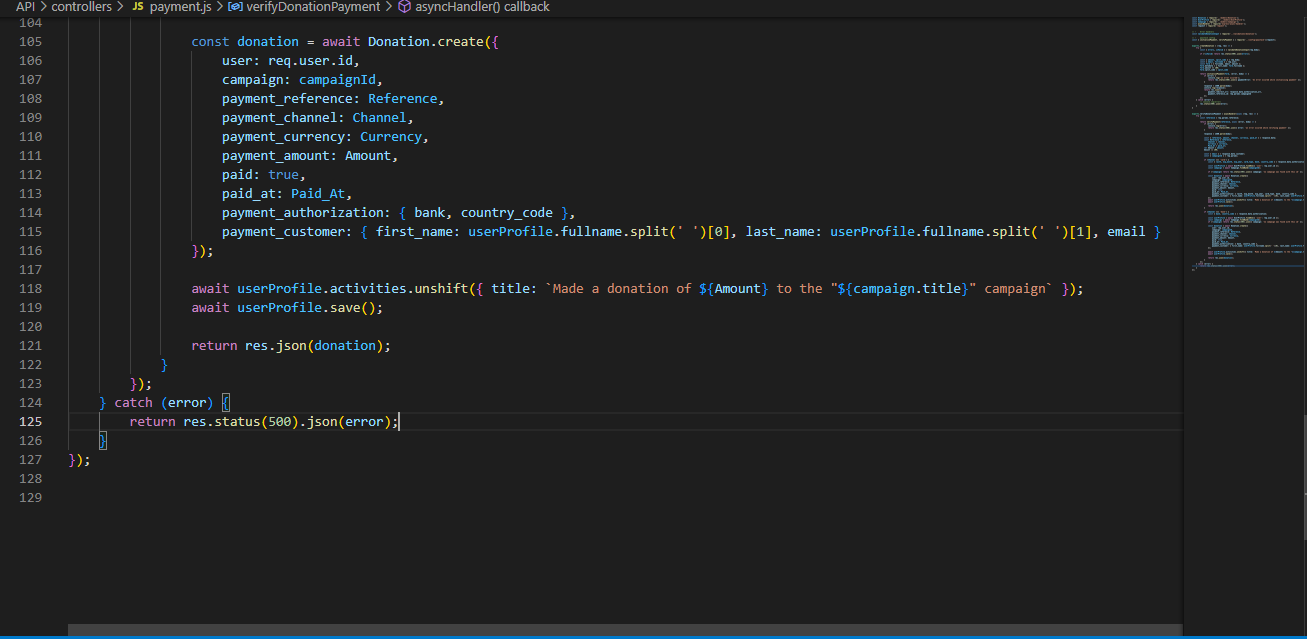 API > controllers > JS payment.js > verifyDonationPayment > asyncHandler() callback
104
105 const donation = await Donation.create({
106 user: req.user.id,
107 campaign: campaignId,
108 payment_reference: Reference,
109 payment_channel: Channel,
110 payment_currency: Currency,
111 payment_amount: Amount,
112 paid: true,
113 paid_at: Paid_At,
114 payment_authorization: { bank, country_code },
115 payment_customer: { first_name: userProfile.fullname.split(' ')[0], last_name: userProfile.fullname.split(' ')[1], email }
116 });
117
118 await userProfile.activities.unshift({ title: `Made a donation of ${Amount} to the "${campaign.title}" campaign` });
119 await userProfile.save();
120
121 return res.json(donation);
122 }
123 });
124 } catch (error) {
125 return res.status(500).json(error);
126 }
127 });
128
129